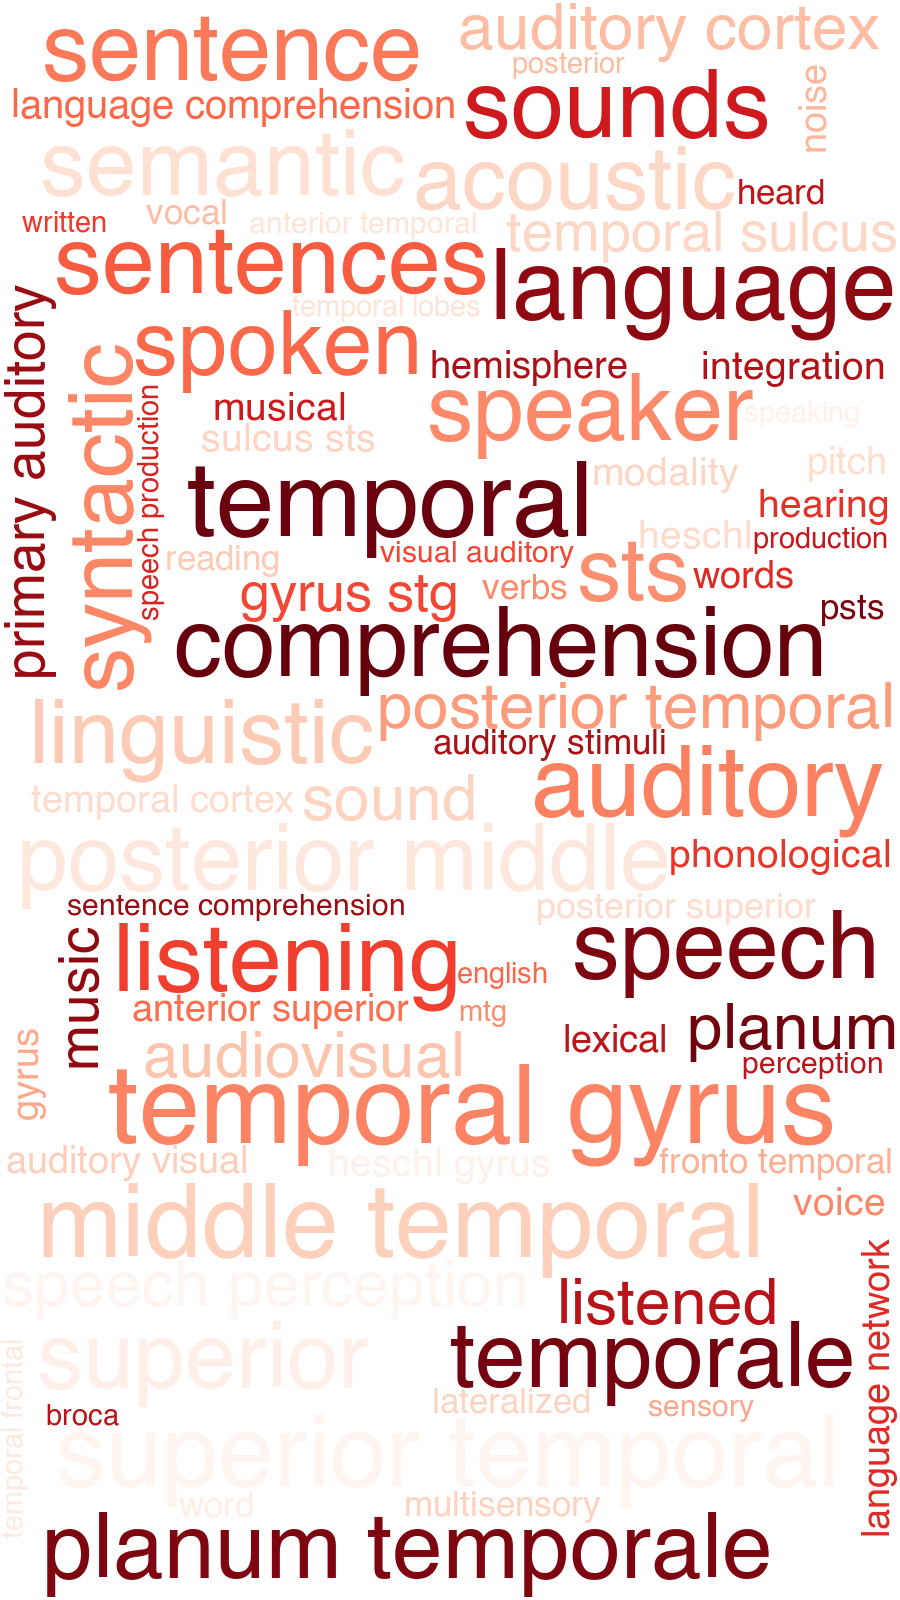 sentence
auditory cortex
posterior
language comprehension
sounds
noise
semantic
acoustic
heard
written
vocal
anterior temporal
temporal sulcus
sentences
language
temporal lobes
primary auditory
spoken
syntactic
hemisphere
integration
speech production
musical
speaker
speaking
sulcus sts
temporal
modality
pitch
hearing
heschl
production
reading
visual auditory
sts
gyrus stg
verbs
words
psts
comprehension
posterior temporal
linguistic
auditory stimuli
auditory
temporal cortex
sound
posterior middle
phonological
sentence comprehension
posterior superior
music
listening
speech
english
anterior superior
mtg
planum
gyrus
lexical
audiovisual
perception
temporal gyrus
auditory visual
heschl gyrus
fronto temporal
middle temporal
voice
language network
speech perception
listened
superior
temporale
temporal frontal
lateralized
broca
sensory
superior temporal
word
multisensory
planum temporale